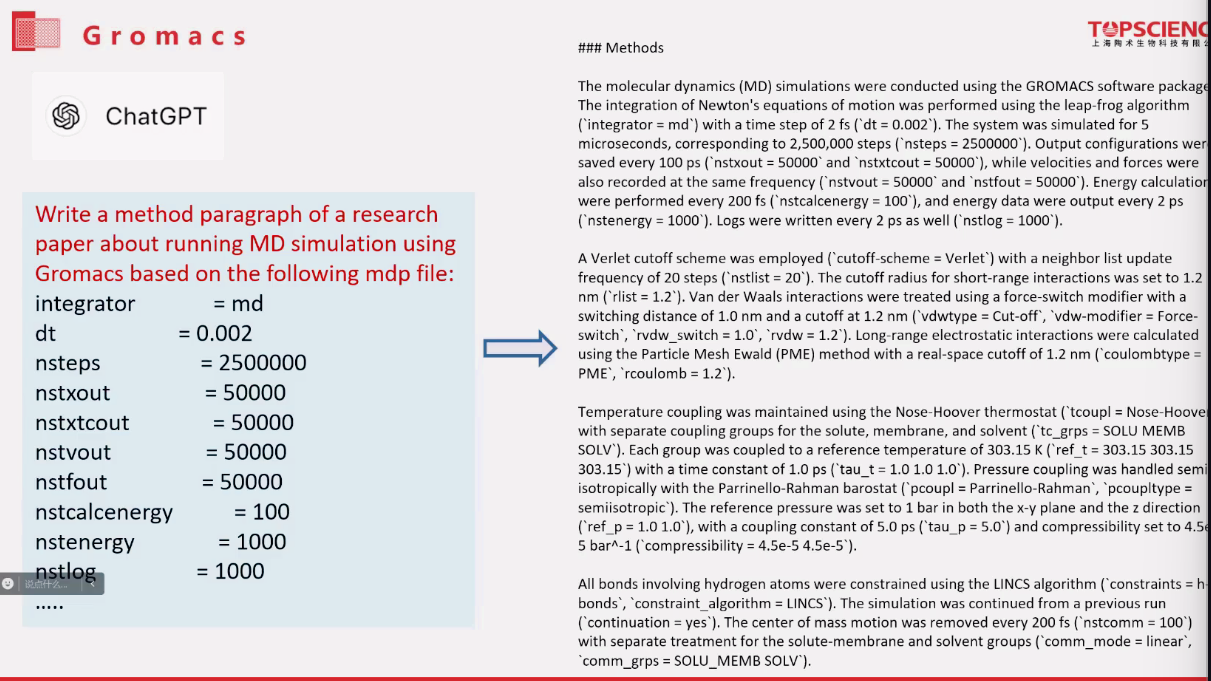 Gromacs
TOPSCIENC
上海陶术生物科技有限公
ChatGPT
Write a method paragraph of a research
paper about running MD simulation using
Gromacs based on the following mdp file:
integrator = md
dt = 0.002
nsteps = 2500000
nstxout = 50000
nstxtcout = 50000
nstvout = 50000
nstfout = 50000
nstcalcenergy = 100
nstenergy = 1000
nstlog = 1000
说点什么...
.....
### Methods
The molecular dynamics (MD) simulations were conducted using the GROMACS software package
The integration of Newton's equations of motion was performed using the leap-frog algorithm
(`integrator = md`) with a time step of 2 fs (`dt = 0.002`). The system was simulated for 5
microseconds, corresponding to 2,500,000 steps (`nsteps = 2500000`). Output configurations wer
saved every 100 ps (`nstxout = 50000` and `nstxtcout = 50000`), while velocities and forces were
also recorded at the same frequency (`nstvout = 50000` and `nstfout = 50000`). Energy calculation
were performed every 200 fs (`nstcalcenergy = 100`), and energy data were output every 2 ps
(`nstenergy = 1000`). Logs were written every 2 ps as well (`nstlog = 1000`).
A Verlet cutoff scheme was employed (`cutoff-scheme = Verlet`) with a neighbor list update
frequency of 20 steps (`nstlist = 20`). The cutoff radius for short-range interactions was set to 1.2
nm (`rlist = 1.2`). Van der Waals interactions were treated using a force-switch modifier with a
switching distance of 1.0 nm and a cutoff at 1.2 nm (`vdwtype = Cut-off`, `vdw-modifier = Force-
switch`, `rvdw_switch = 1.0`, `rvdw = 1.2`). Long-range electrostatic interactions were calculated
using the Particle Mesh Ewald (PME) method with a real-space cutoff of 1.2 nm (`coulombtype =
PME`, `rcoulomb = 1.2`).
Temperature coupling was maintained using the Nose-Hoover thermostat (`tcoupl = Nose-Hoover
with separate coupling groups for the solute, membrane, and solvent (`tc_grps = SOLU MEMB
SOLV`). Each group was coupled to a reference temperature of 303.15 K (`ref_t = 303.15 303.15
303.15`) with a time constant of 1.0 ps (`tau_t = 1.0 1.0 1.0`). Pressure coupling was handled semi
isotropically with the Parrinello-Rahman barostat (`pcoupl = Parrinello-Rahman`, `pcoupltype =
semiisotropic`). The reference pressure was set to 1 bar in both the x-y plane and the z direction
(`ref_p = 1.0 1.0`), with a coupling constant of 5.0 ps (`tau_p = 5.0`) and compressibility set to 4.5e
5 bar^-1 (`compressibility = 4.5e-5 4.5e-5`).
All bonds involving hydrogen atoms were constrained using the LINCS algorithm (`constraints = h-
bonds`, `constraint_algorithm = LINCS`). The simulation was continued from a previous run
(`continuation = yes`). The center of mass motion was removed every 200 fs (`nstcomm = 100`)
with separate treatment for the solute-membrane and solvent groups (`comm_mode = linear`,
`comm_grps = SOLU_MEMB SOLV`).